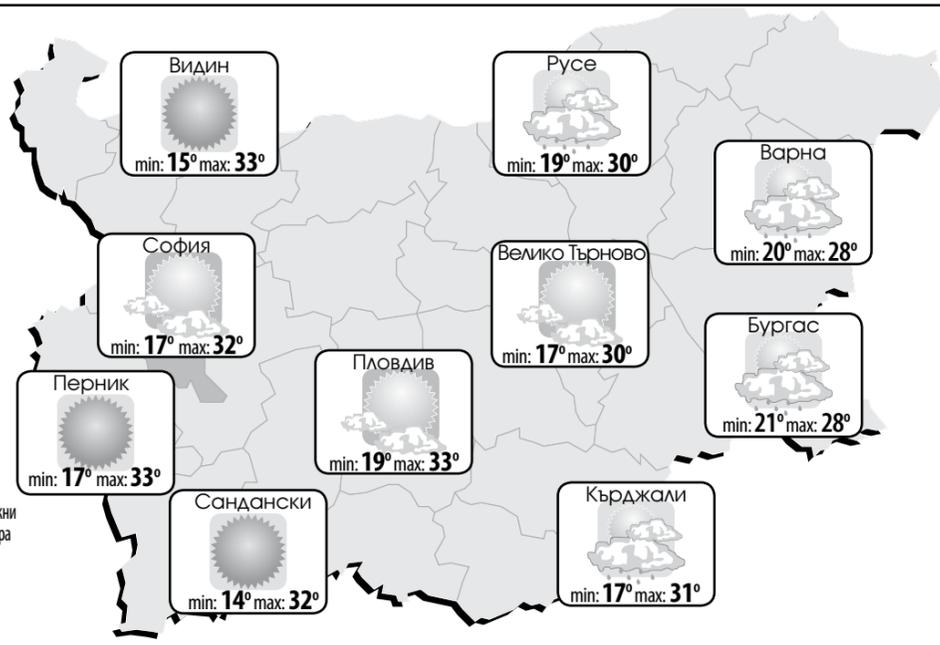 Видин
min: 15° max: 33°
Русе
min: 19° max: 30°
Варна
min: 20° max: 28°
София
min: 17° max: 32°
Велико Търново
min: 17° max: 30°
Бургас
min: 21° max: 28°
Пловдив
min: 19° max: 33°
Перник
min: 17° max: 33°
Сандански
min: 14° max: 32°
Кърджали
min: 17° max: 31°